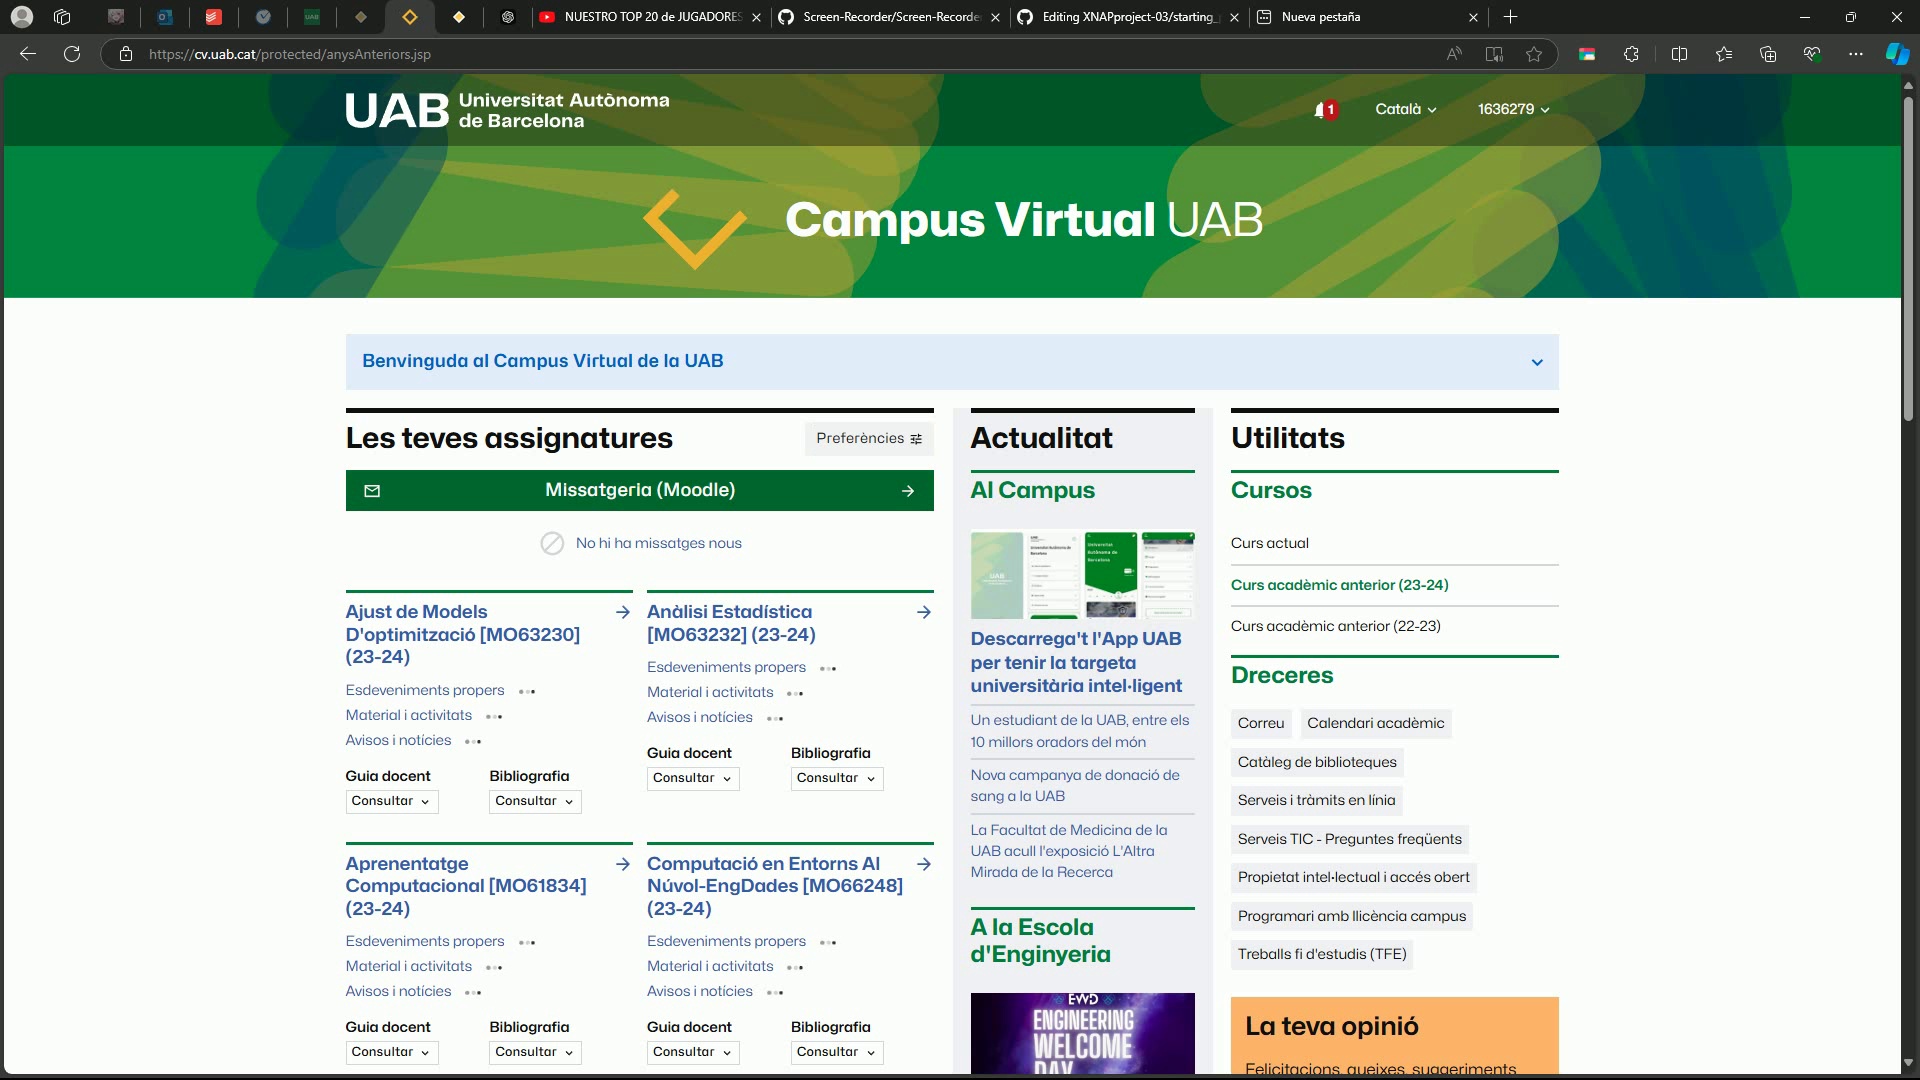 NUESTRO TOP 20 de JUGADORES
Screen-Recorder/Screen-Recorde
Editing XNAPproject-03/starting_
Nueva pestaña
https://cv.uab.cat/protected/anysAnteriors.jsp
UAB Universitat Autònoma
de Barcelona
1
Català
1636279
Campus Virtual UAB
Benvinguda al Campus Virtual de la UAB
Les teves assignatures
Preferències
Missatgeria (Moodle)
No hi ha missatges nous
Ajust de Models
D'optimització [MO63230]
(23-24)
Esdeveniments propers
Material i activitats
Avisos i notícies
Guia docent
Bibliografia
Consultar
Consultar
Anàlisi Estadística
[MO63232] (23-24)
Esdeveniments propers
Material i activitats
Avisos i notícies
Guia docent
Bibliografia
Consultar
Consultar
Aprenentatge
Computacional [MO61834]
(23-24)
Esdeveniments propers
Material i activitats
Avisos i notícies
Guia docent
Bibliografia
Consultar
Consultar
Computació en Entorns Al
Núvol-EngDades [MO66248]
(23-24)
Esdeveniments propers
Material i activitats
Avisos i notícies
Guia docent
Bibliografia
Consultar
Consultar
Actualitat
Al Campus
Descarrega't l'App UAB
per tenir la targeta
universitària intel·ligent
Un estudiant de la UAB, entre els
10 millors oradors del món
Nova campanya de donació de
sang a la UAB
La Facultat de Medicina de la
UAB acull l'exposició L'Altra
Mirada de la Recerca
A la Escola
d'Enginyeria
EWD
ENGINEERING
WELCOME
DAY
Utilitats
Cursos
Curs actual
Curs acadèmic anterior (23-24)
Curs acadèmic anterior (22-23)
Dreceres
Correu
Calendari acadèmic
Catàleg de biblioteques
Serveis i tràmits en línia
Serveis TIC - Preguntes freqüents
Propietat intel·lectual i accés obert
Programari amb llicència campus
Treballs fi d'estudis (TFE)
La teva opinió
Felicitacions, queixes, suggeriments